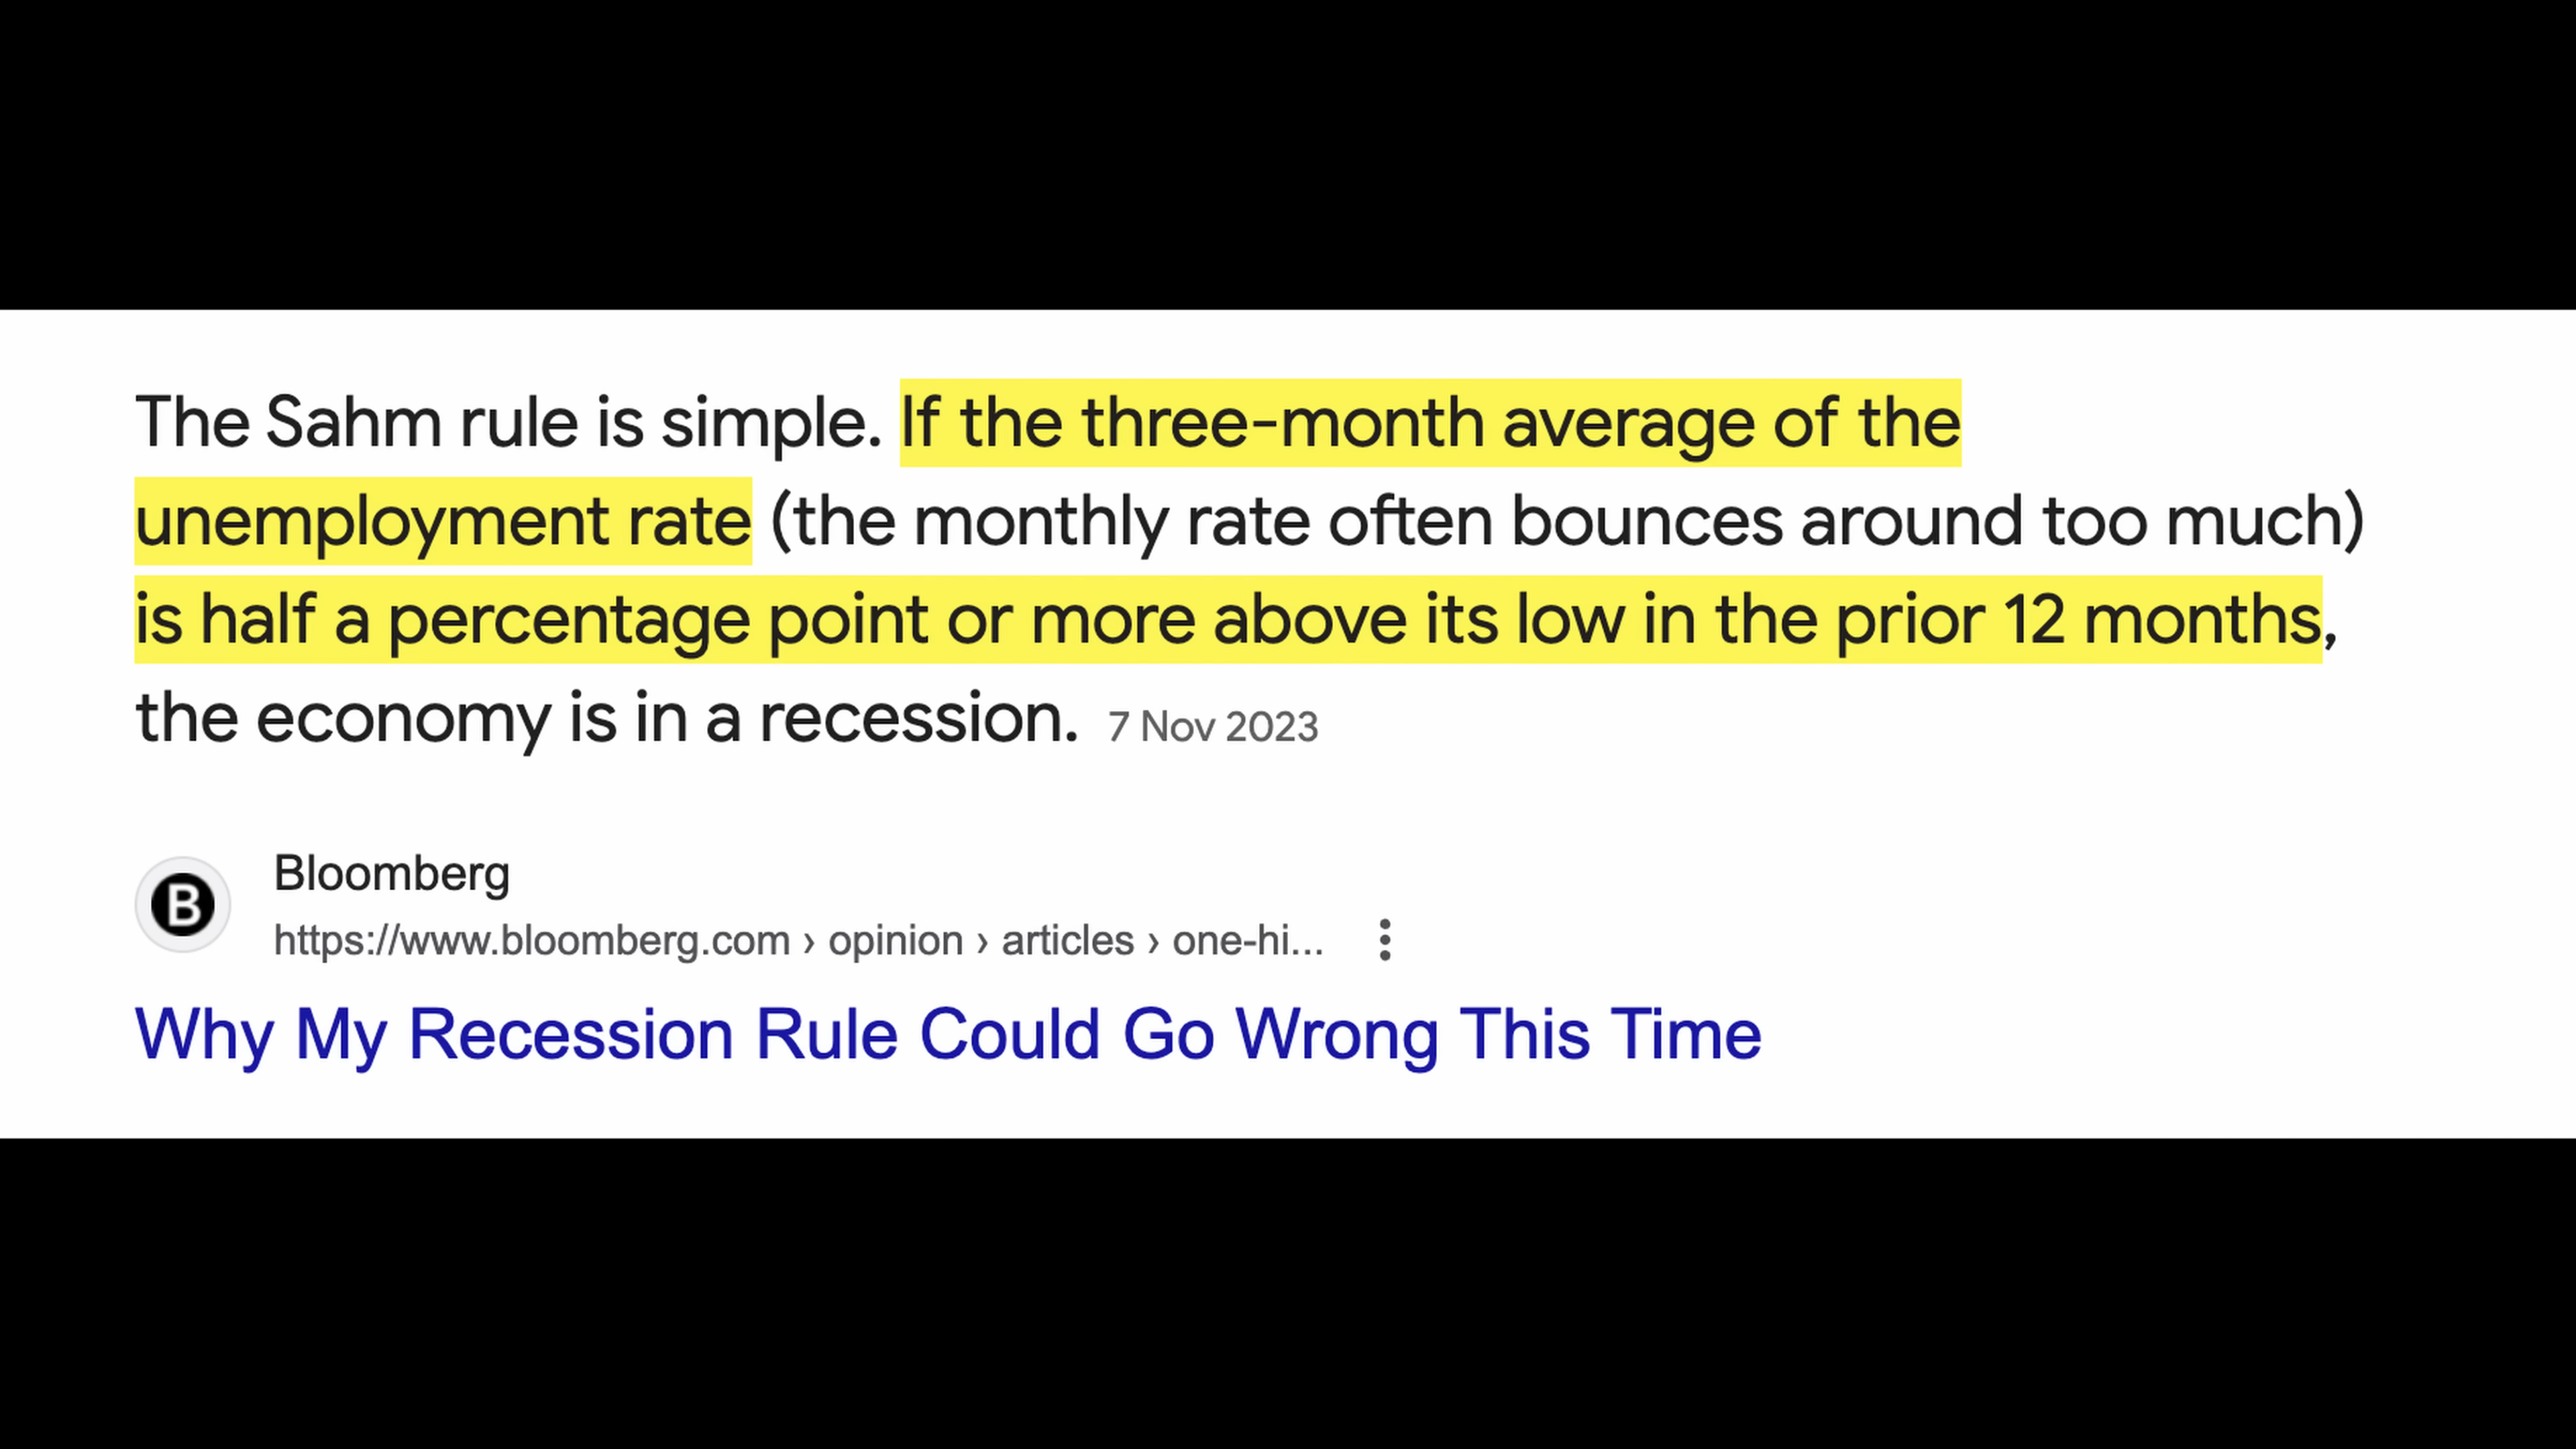 The Sahm rule is simple. If the three-month average of the
unemployment rate (the monthly rate often bounces around too much)
is half a percentage point or more above its low in the prior 12 months,
the economy is in a recession. 7 Nov 2023
B
Bloomberg
https://www.bloomberg.com › opinion › articles › one-hi...
Why My Recession Rule Could Go Wrong This Time